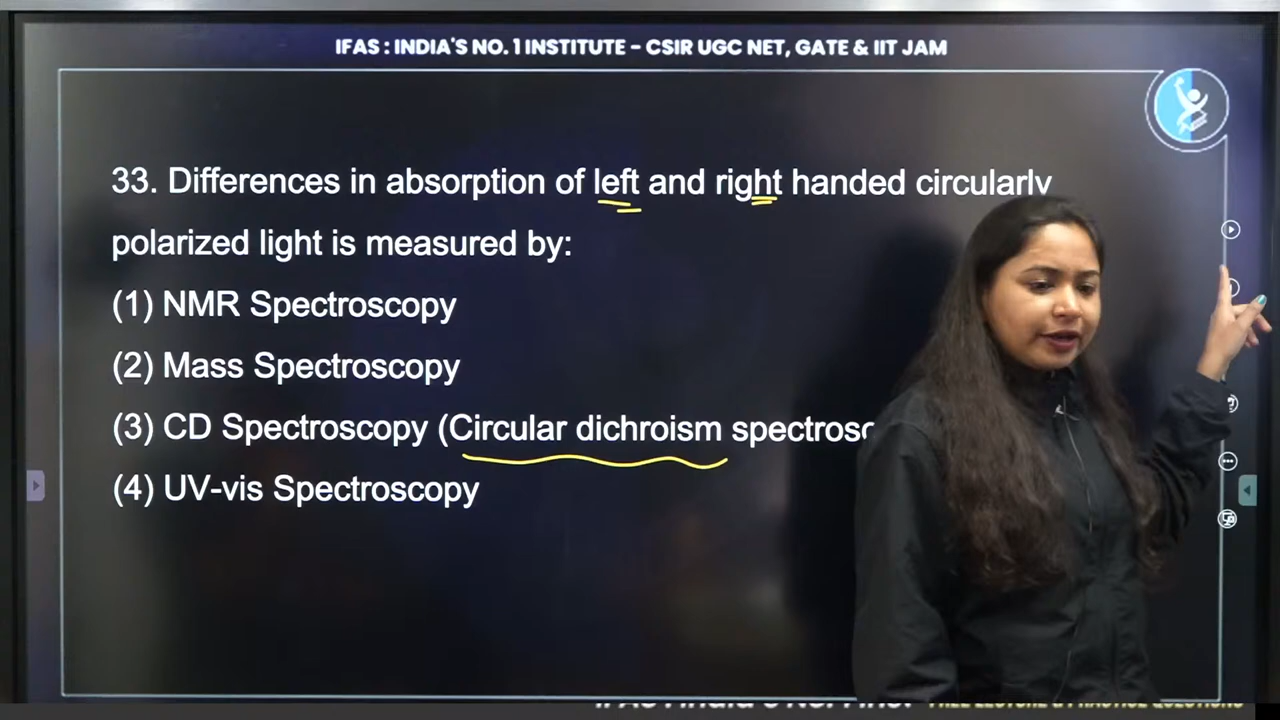 IFAS : INDIA'S NO. 1 INSTITUTE – CSIR UGC NET, GATE & IIT JAM
33. Differences in absorption of left and right handed circularly
polarized light is measured by:
(1) NMR Spectroscopy
(2) Mass Spectroscopy
(3) CD Spectroscopy (Circular dichroism
(4) UV-vis Spectroscopy